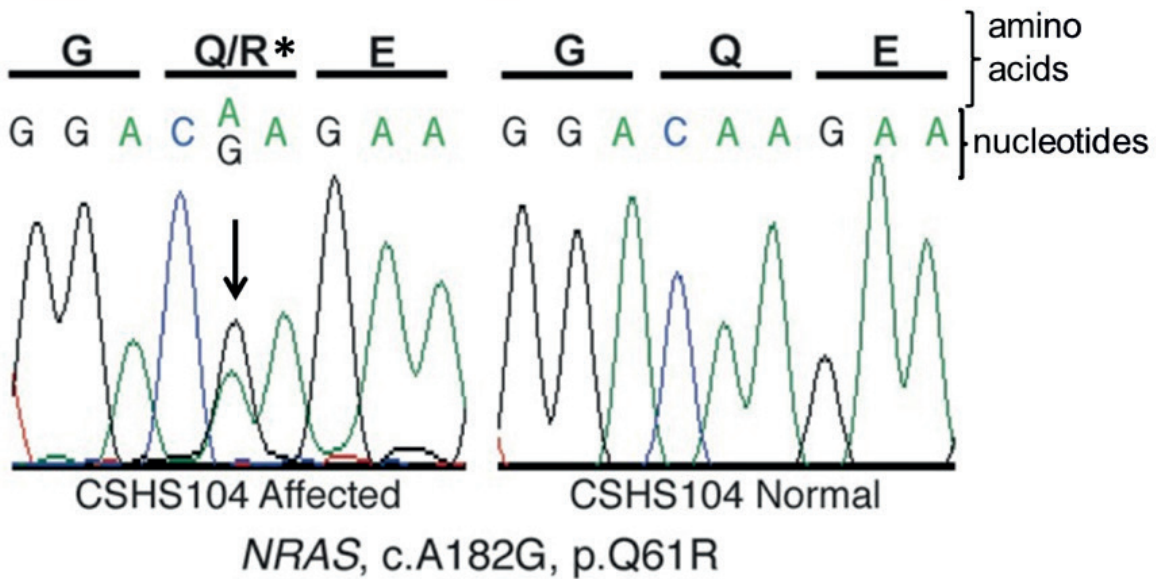 G Q/R* E G Q E amino acids
A
G G A C A G A A G G A C A A G A A nucleotides
G
CSHS104 Affected CSHS104 Normal
NRAS, c.A182G, p.Q61R